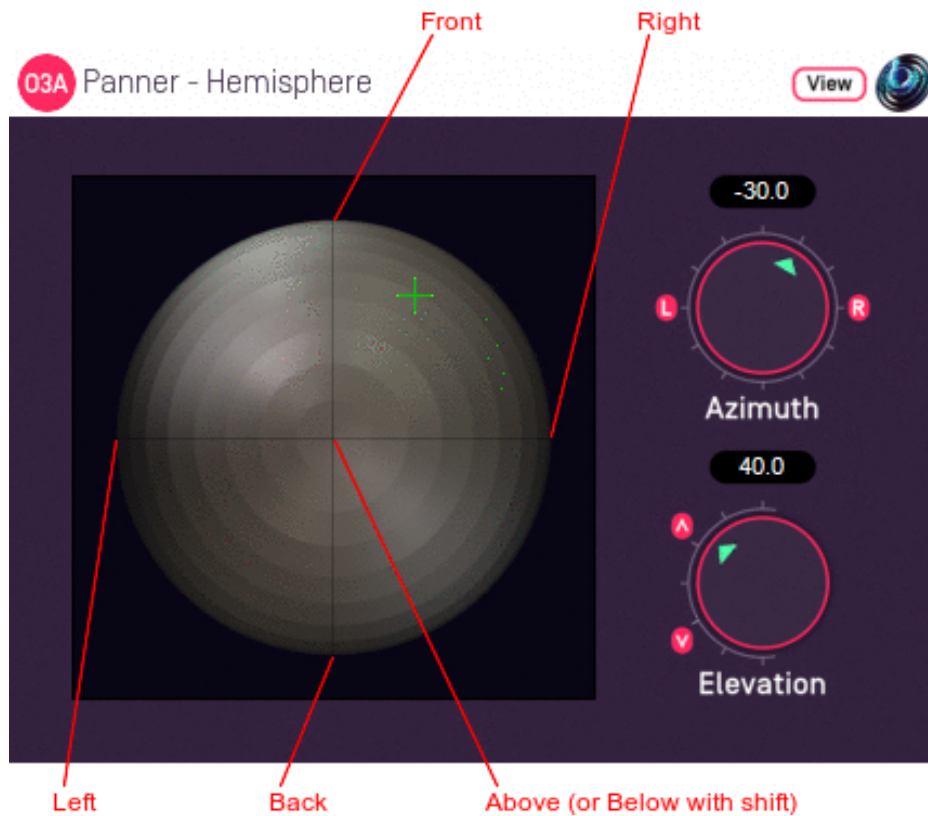 Front
Right
O3A Panner - Hemisphere
View
-30.0
L
R
Azimuth
40.0
Elevation
Left
Back
Above (or Below with shift)